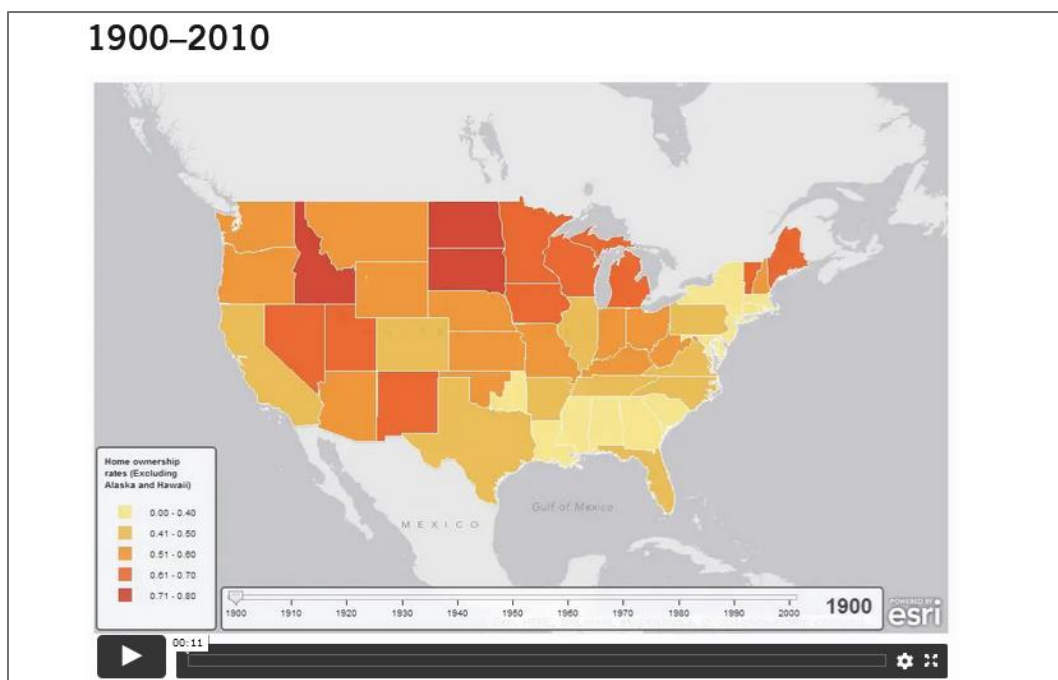 1900–2010
Home ownership
rates (Excluding
Alaska and Hawaii)
0.00 - 0.40
0.41 - 0.50
0.51 - 0.60
0.61 - 0.70
0.71 - 0.80
MEXICO
Gulf of Mexico
1900 1910 1920 1930 1940 1950 1960 1970 1980 1990 2000
1900
POWERED BY
esri
00:11